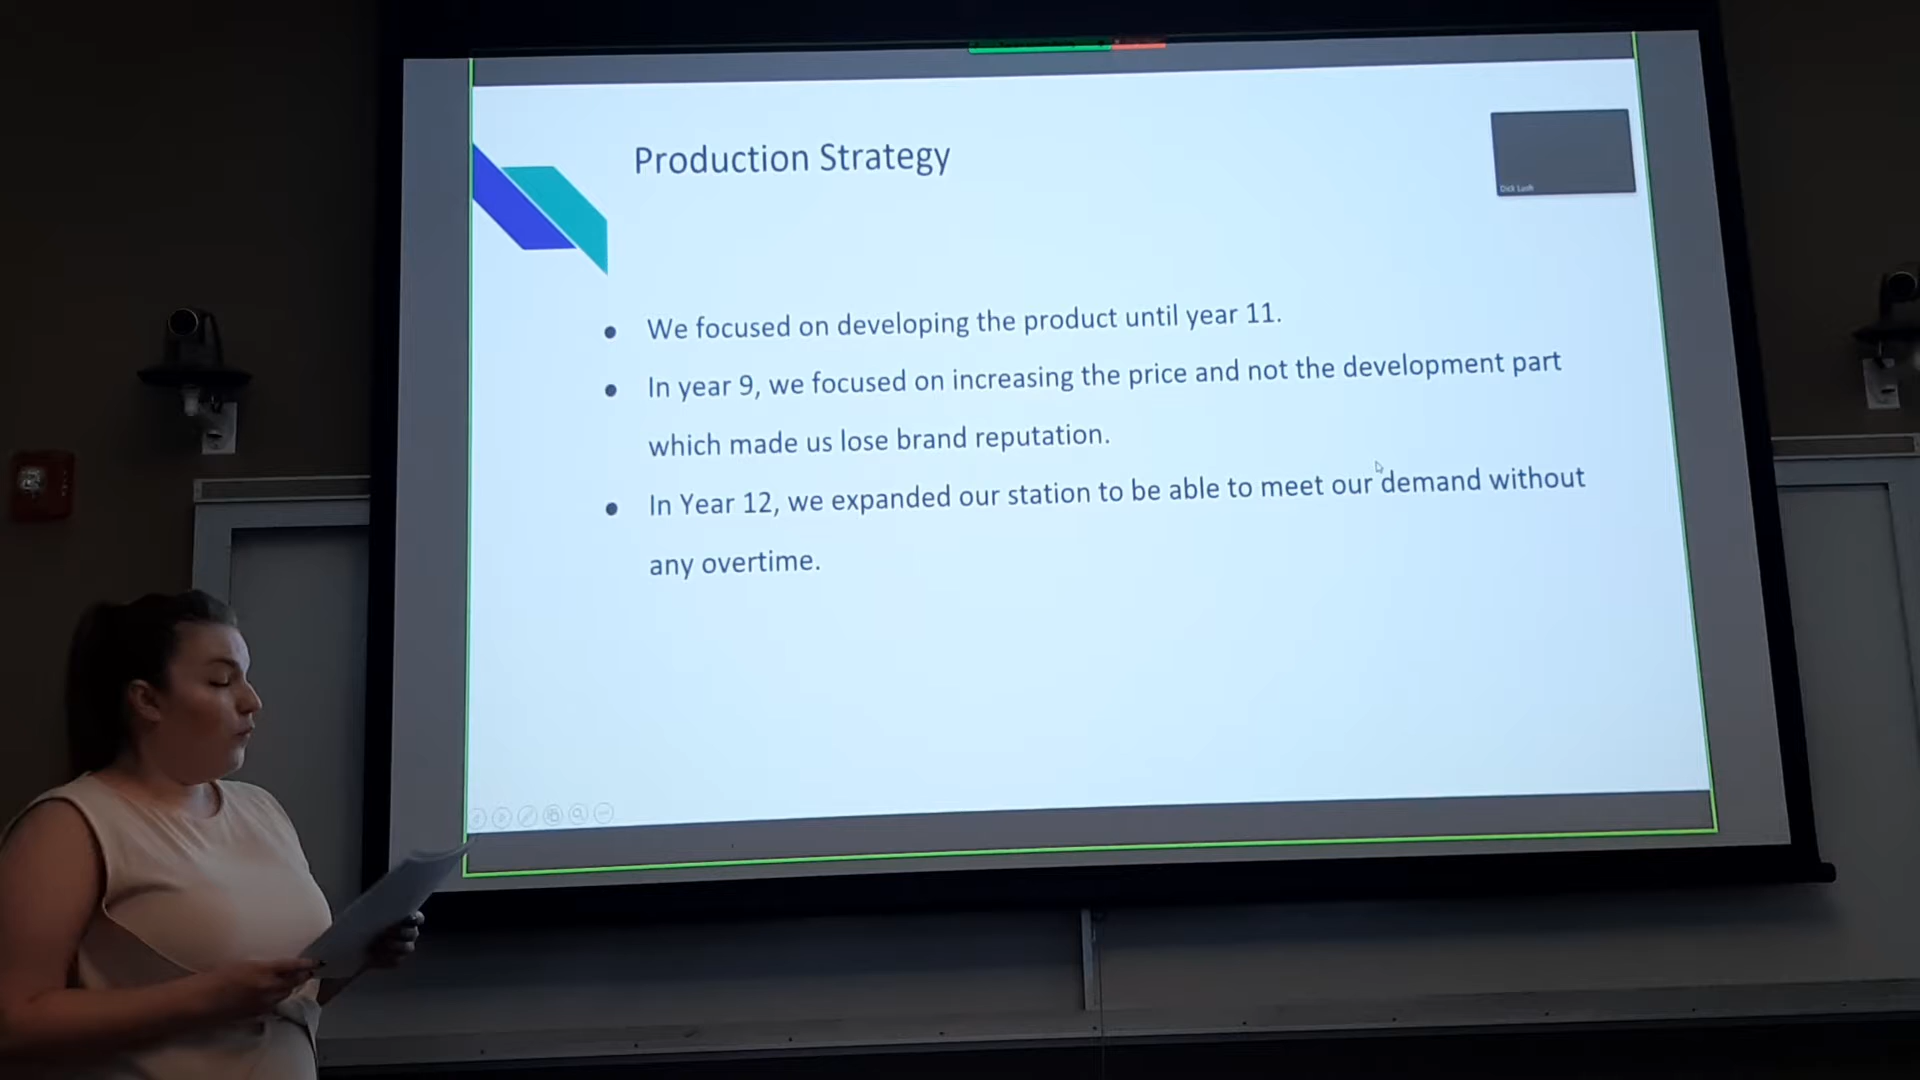 Production Strategy
Dick Lash
● We focused on developing the product until year 11.
● In year 9, we focused on increasing the price and not the development part
which made us lose brand reputation.
● In Year 12, we expanded our station to be able to meet our demand without
any overtime.